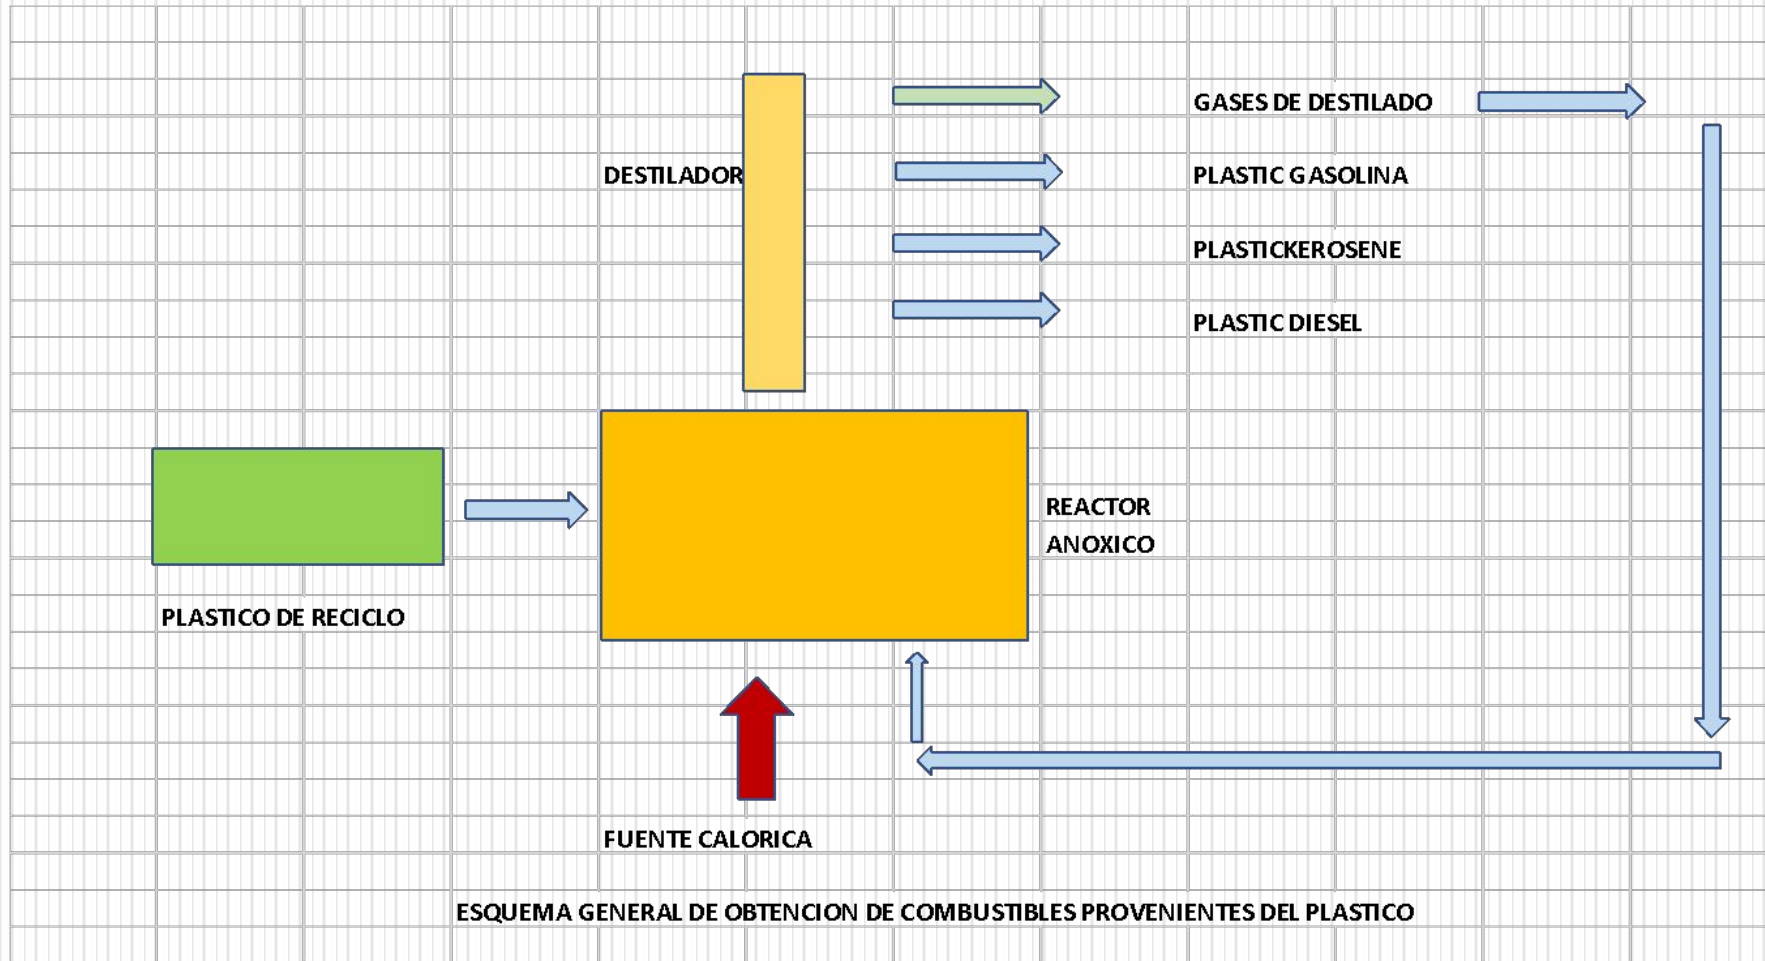 GASES DE DESTILADO
DESTILADOR
PLASTIC GASOLINA
PLASTICKEROSENE
PLASTIC DIESEL
REACTOR
ANOXICO
PLASTICO DE RECICLO
FUENTE CALORICA
ESQUEMA GENERAL DE OBTENCION DE COMBUSTIBLES PROVENIENTES DEL PLASTICO